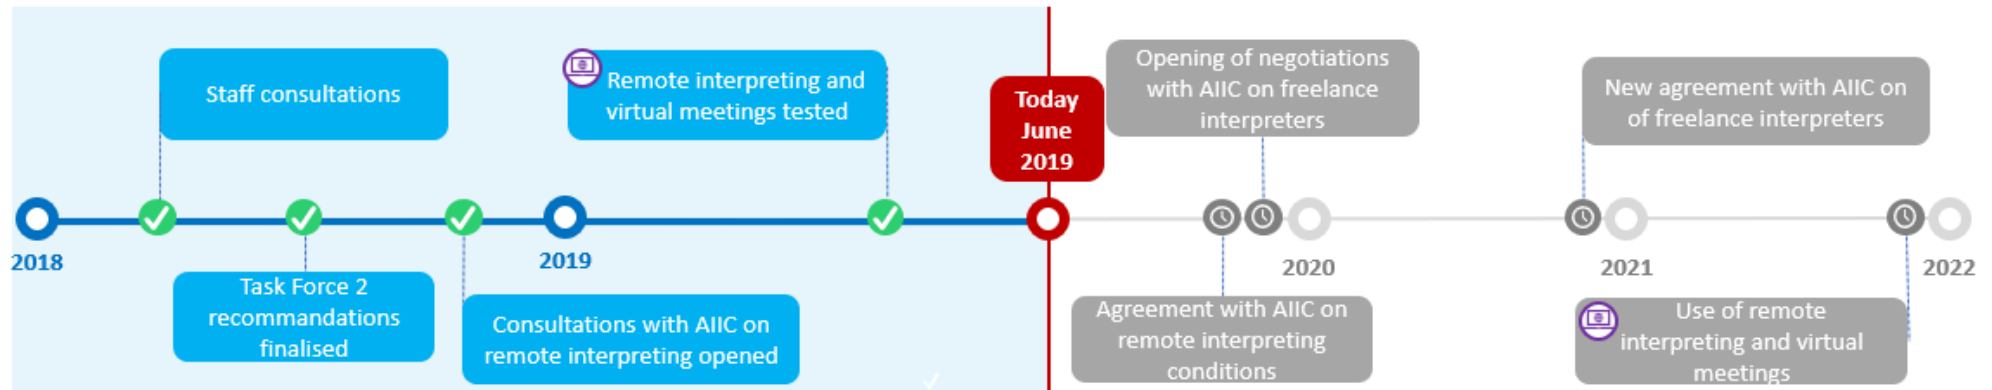 Staff consultations
Remote interpreting and
virtual meetings tested
Today
June
2019
Opening of negotiations
with AIIC on freelance
interpreters
New agreement with AIIC on
of freelance interpreters
2018
2019
2020
2021
2022
Task Force 2
recommandations
finalised
Consultations with AIIC on
remote interpreting opened
Agreement with AIIC on
remote interpreting
conditions
Use of remote
interpreting and virtual
meetings